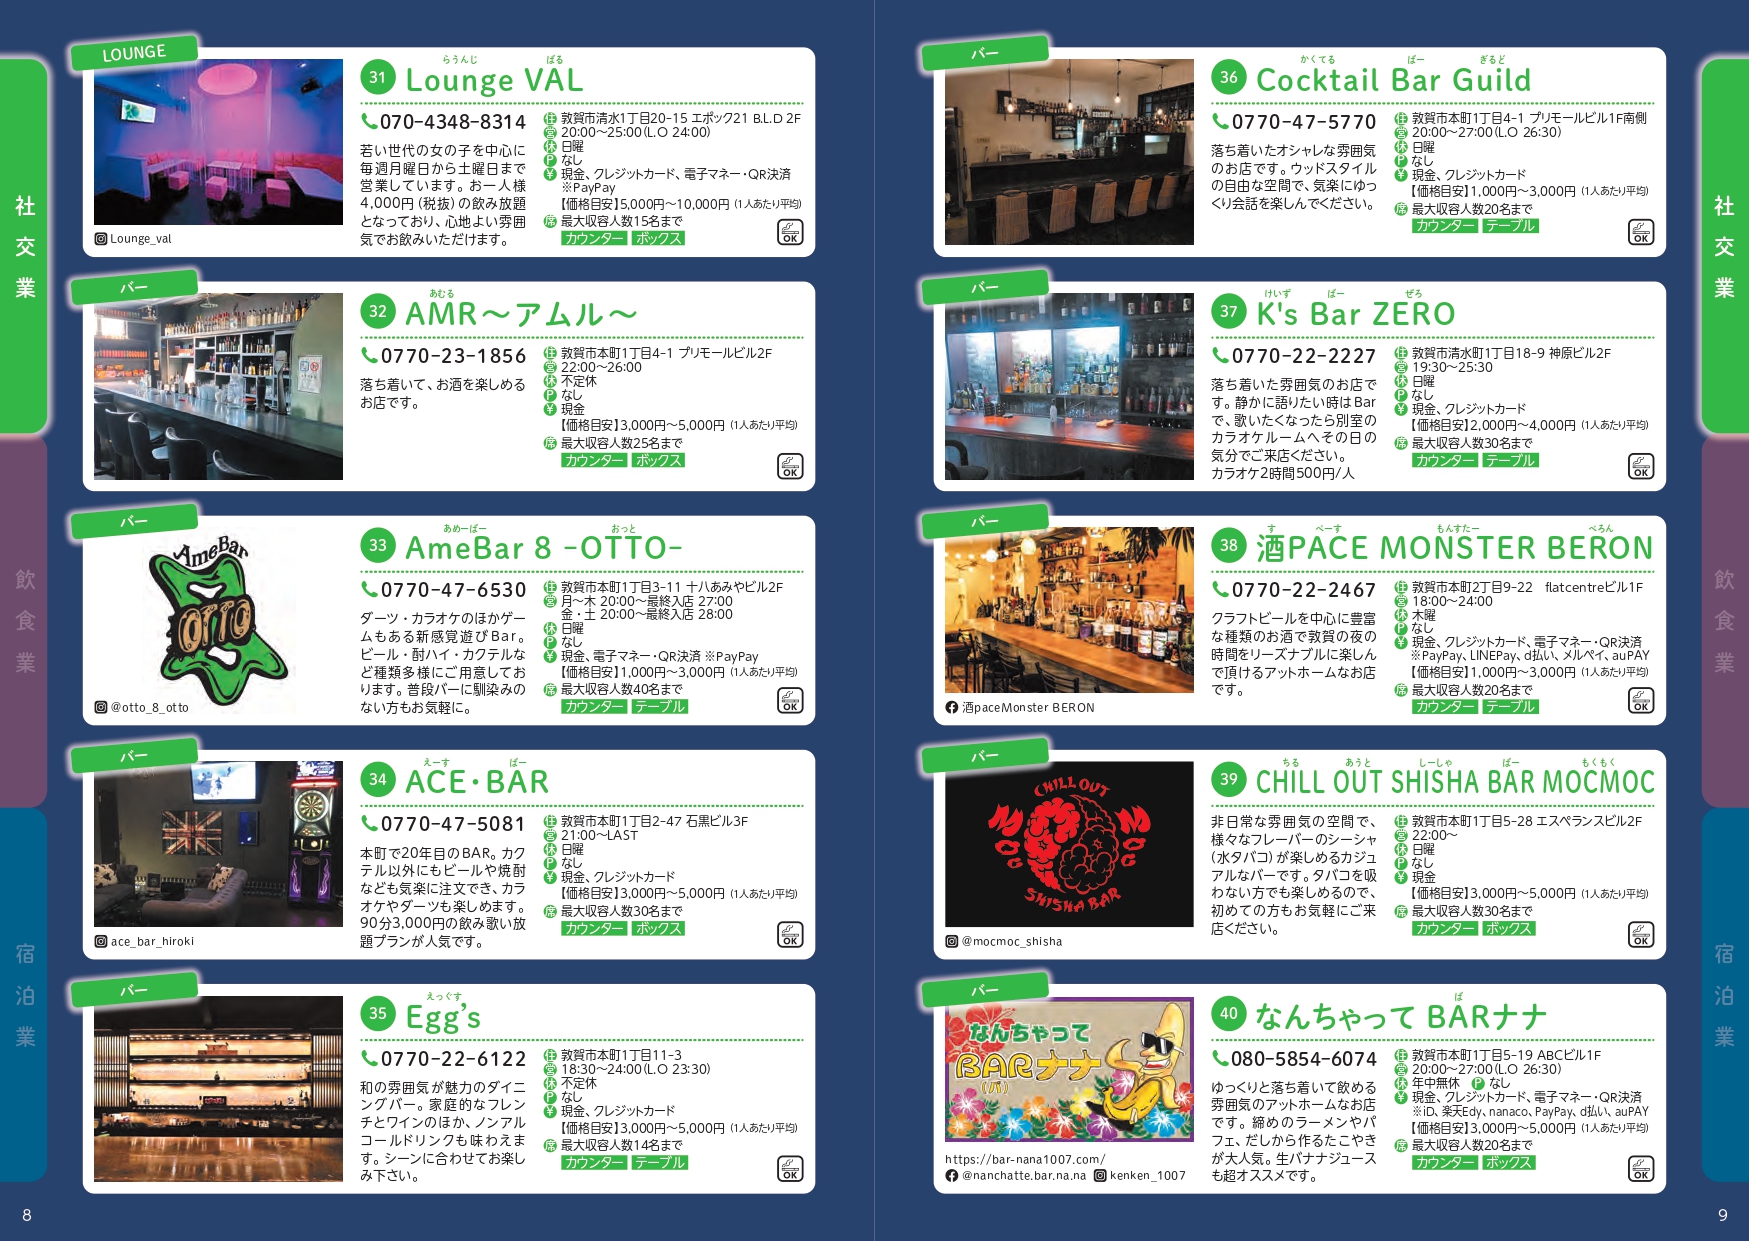 社交業
飲食業
宿泊業
LOUNGE
らうんじ ばる
31 Lounge VAL
070-4348-8314
若い世代の女の子を中心に
毎週月曜日から土曜日まで
営業しています。お一人様
4,000円(税抜)の飲み放題
となっており、心地よい雰囲
気でお飲みいただけます。
住 敦賀市清水1丁目20-15 エポック21 B.L.D 2F
営 20:00〜25:00(L.O 24:00)
休 日曜
P なし
¥ 現金、クレジットカード、電子マネー・QR決済
※PayPay
【価格目安】5,000円〜10,000円 (1人あたり平均)
席 最大収容人数15名まで
カウンター ボックス
OK
Lounge_val
バー
あむる
32 AMR〜アムル〜
0770-23-1856
落ち着いて、お酒を楽しめる
お店です。
住 敦賀市本町1丁目4-1 プリモールビル2F
営 22:00〜26:00
休 不定休
P なし
¥ 現金
【価格目安】3,000円〜5,000円 (1人あたり平均)
席 最大収容人数25名まで
カウンター ボックス
OK
バー
AmeBar
OTTO
あめーばー おっと
33 AmeBar 8 -OTTO-
0770-47-6530
ダーツ・カラオケのほかゲー
ムもある新感覚遊びBar。
ビール・酎ハイ・カクテルな
ど種類多様にご用意してお
ります。普段バーに馴染みの
ない方もお気軽に。
住 敦賀市本町1丁目3-11 十八あみやビル2F
営 月〜木 20:00〜最終入店 27:00
金・土 20:00〜最終入店 28:00
休 日曜
P なし
¥ 現金、電子マネー・QR決済 ※PayPay
【価格目安】1,000円〜3,000円 (1人あたり平均)
席 最大収容人数40名まで
カウンター テーブル
OK
@otto_8_otto
バー
えーす ばー
34 ACE・BAR
0770-47-5081
本町で20年目のBAR。カク
テル以外にもビールや焼酎
なども気楽に注文でき、カラ
オケやダーツも楽しめます。
90分3,000円の飲み歌い放
題プランが人気です。
住 敦賀市本町1丁目2-47 石黒ビル3F
営 21:00〜LAST
休 日曜
P なし
¥ 現金、クレジットカード
【価格目安】3,000円〜5,000円 (1人あたり平均)
席 最大収容人数30名まで
カウンター ボックス
OK
ace_bar_hiroki
バー
えっぐす
35 Egg's
0770-22-6122
和の雰囲気が魅力のダイニ
ングバー。家庭的なフレン
チとワインのほか、ノンアル
コールドリンクも味わえま
す。シーンに合わせてお楽し
み下さい。
住 敦賀市本町1丁目11-3
営 18:30〜24:00(L.O 23:30)
休 不定休
P なし
¥ 現金、クレジットカード
【価格目安】3,000円〜5,000円 (1人あたり平均)
席 最大収容人数14名まで
カウンター テーブル
OK
8
バー
かくてる ばー ぎるど
36 Cocktail Bar Guild
0770-47-5770
落ち着いたオシャレな雰囲気
のお店です。ウッドスタイル
の自由な空間で、気楽にゆっ
くり会話を楽しんでください。
住 敦賀市本町1丁目4-1 プリモールビル1F南側
営 20:00〜27:00(L.O 26:30)
休 日曜
P なし
¥ 現金、クレジットカード
【価格目安】1,000円〜3,000円 (1人あたり平均)
席 最大収容人数20名まで
カウンター テーブル
OK
バー
けいず ばー ぜろ
37 K's Bar ZERO
0770-22-2227
落ち着いた雰囲気のお店で
す。静かに語りたい時はBar
で、歌いたくなったら別室の
カラオケルームへその日の
気分でご来店ください。
カラオケ2時間500円/人
住 敦賀市清水町1丁目18-9 神原ビル2F
営 19:30〜25:30
休 日曜
P なし
¥ 現金、クレジットカード
【価格目安】2,000円〜4,000円 (1人あたり平均)
席 最大収容人数30名まで
カウンター テーブル
OK
バー
す ぺーす もんすたー べろん
38 酒PACE MONSTER BERON
0770-22-2467
クラフトビールを中心に豊富
な種類のお酒で敦賀の夜の
時間をリーズナブルに楽しん
で頂けるアットホームなお店
です。
住 敦賀市本町2丁目9-22 flatcentreビル1F
営 18:00〜24:00
休 木曜
P なし
¥ 現金、クレジットカード、電子マネー・QR決済
※PayPay、LINEPay、d払い、メルペイ、auPAY
【価格目安】1,000円〜3,000円 (1人あたり平均)
席 最大収容人数20名まで
カウンター テーブル
OK
酒paceMonster BERON
バー
CHILL OUT
MOC MOC
SHISHA BAR
ちる あうと しーしゃ ばー もくもく
39 CHILL OUT SHISHA BAR MOCMOC
非日常な雰囲気の空間で、
様々なフレーバーのシーシャ
(水タバコ)が楽しめるカジュ
アルなバーです。タバコを吸
わない方でも楽しめるので、
初めての方もお気軽にご来
店ください。
住 敦賀市本町1丁目5-28 エスペランスビル2F
営 22:00〜
休 日曜
P なし
¥ 現金
【価格目安】3,000円〜5,000円 (1人あたり平均)
席 最大収容人数30名まで
カウンター ボックス
OK
@mocmoc_shisha
バー
なんちゃって
BARナナ
(バ)
ば
40 なんちゃって BARナナ
080-5854-6074
ゆっくりと落ち着いて飲める
雰囲気のアットホームなお店
です。締めのラーメンやパ
フェ、だしから作るたこやき
が大人気。生バナナジュース
も超オススメです。
住 敦賀市本町1丁目5-19 ABCビル1F
営 20:00〜27:00(L.O 26:30)
休 年中無休 P なし
¥ 現金、クレジットカード、電子マネー・QR決済
※iD、楽天Edy、nanaco、PayPay、d払い、auPAY
【価格目安】3,000円〜5,000円 (1人あたり平均)
席 最大収容人数20名まで
カウンター ボックス
OK
https://bar-nana1007.com/
@nanchatte.bar.na.na kenken_1007
社交業
飲食業
宿泊業
9